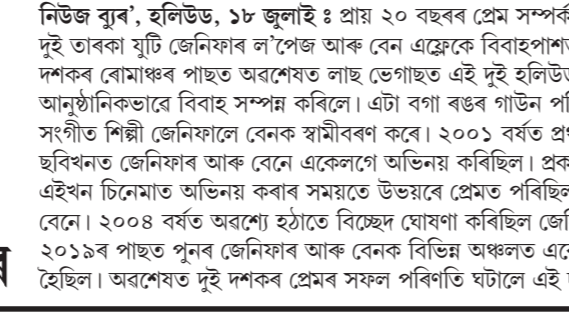 নিউজ ব্যুৰ', হলিউড, ১৮ জুলাই ঃ প্ৰায় ২০ বছৰৰ প্ৰেম সম্পৰ্ক
দুই তাৰকা যুটি জেনিফাৰ ল'পেজ আৰু বেন এফ্লেকে বিবাহপাশত
দশকৰ ৰোমাঞ্চৰ পাছত অৱশেষত লাছ ভেগাছত এই দুই হলিউড
আনুষ্ঠানিকভাৱে বিবাহ সম্পন্ন কৰিলে। এটা বগা ৰঙৰ গাউন পৰি
সংগীত শিল্পী জেনিফালে বেনক স্বামীবৰণ কৰে। ২০০১ বৰ্ষত প্ৰথ
ছবিখনত জেনিফাৰ আৰু বেনে একেলগে অভিনয় কৰিছিল। প্ৰক
এইখন চিনেমাত অভিনয় কৰাৰ সময়তে উভয়ৰে প্ৰেমত পৰিছিল
বেনে। ২০০৪ বৰ্ষত অৱশ্যে হঠাতে বিচ্ছেদ ঘোষণা কৰিছিল জেনি
২০১৯ৰ পাছত পুনৰ জেনিফাৰ আৰু বেনক বিভিন্ন অঞ্চলত একে
হৈছিল। অৱশেষত দুই দশকৰ প্ৰেমৰ সফল পৰিণতি ঘটালে এই